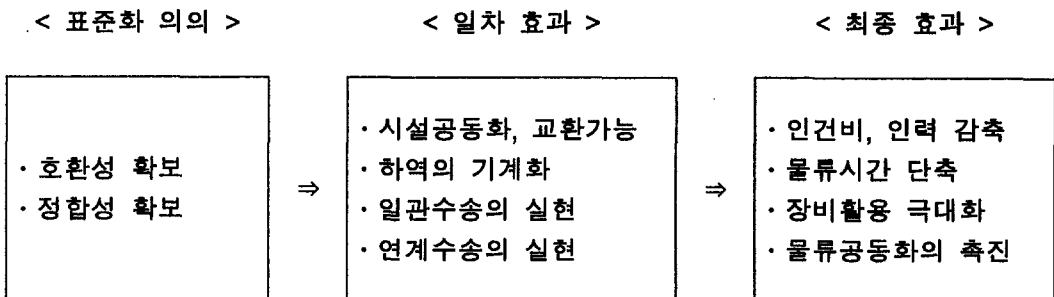 < 표준화 의의 >
· 호환성 확보
· 정합성 확보
⇒
< 일차 효과 >
· 시설공동화, 교환가능
· 하역의 기계화
· 일관수송의 실현
· 연계수송의 실현
⇒
< 최종 효과 >
· 인건비, 인력 감축
· 물류시간 단축
· 장비활용 극대화
· 물류공동화의 촉진